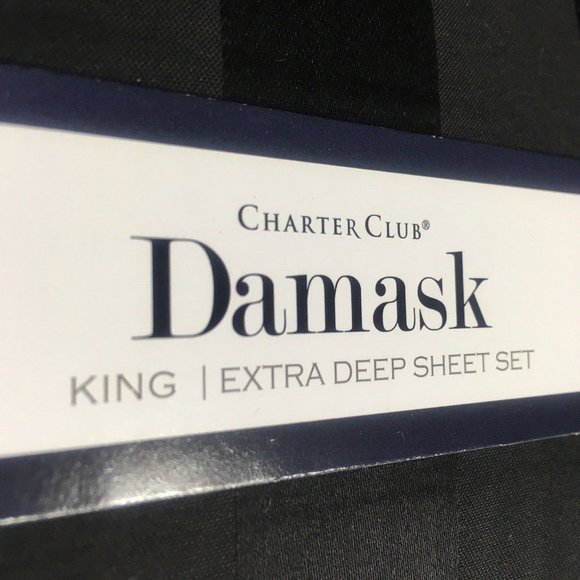 CHARTER CLUB®
Damask
KING | EXTRA DEEP SHEET SET